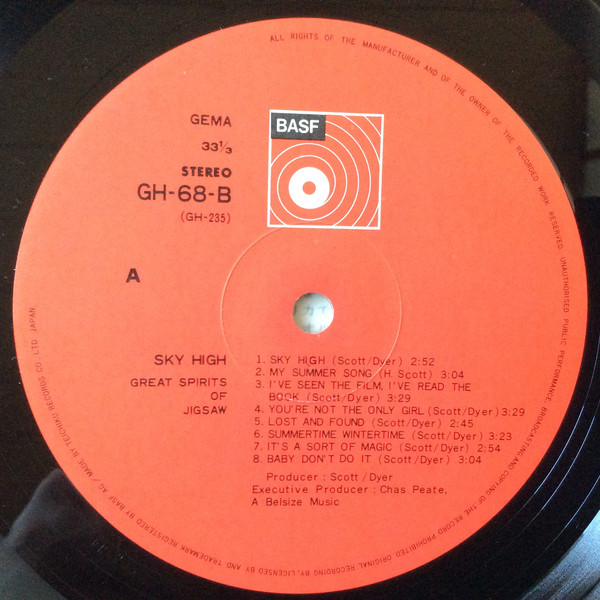 ALL RIGHTS OF THE MANUFACTURER AND OF THE OWNER OF THE RECORDED WORK RESERVED. UNAUTHORISED PUBLIC PERFORMANCE, BROADCASTING AND COPYING OF THE RECORD PROHIBITED. ORIGINAL RECORDING BY, LICENSED BY AND TRADEMARK REGISTERED BY BASF AG / MADE BY TEICHIKU RECORDS CO LTD JAPAN
GEMA
33⅓
STEREO
GH-68-B
(GH-235)
BASF
A
SKY HIGH
GREAT SPIRITS
OF
JIGSAW
1. SKY HIGH (Scott/Dyer) 2:52
2. MY SUMMER SONG (H. Scott) 3:04
3. I'VE SEEN THE FILM, I'VE READ THE
BOOK (Scott/Dyer) 3:29
4. YOU'RE NOT THE ONLY GIRL (Scott/Dyer) 3:29
5. LOST AND FOUND (Scott/Dyer) 2:45
6. SUMMERTIME WINTERTIME (Scott/Dyer) 3:23
7. IT'S A SORT OF MAGIC (Scott/Dyer) 2:54
8. BABY DON'T DO IT (Scott/Dyer) 3:04
Producer : Scott / Dyer
Executive Producer : Chas Peate,
A Belsize Music